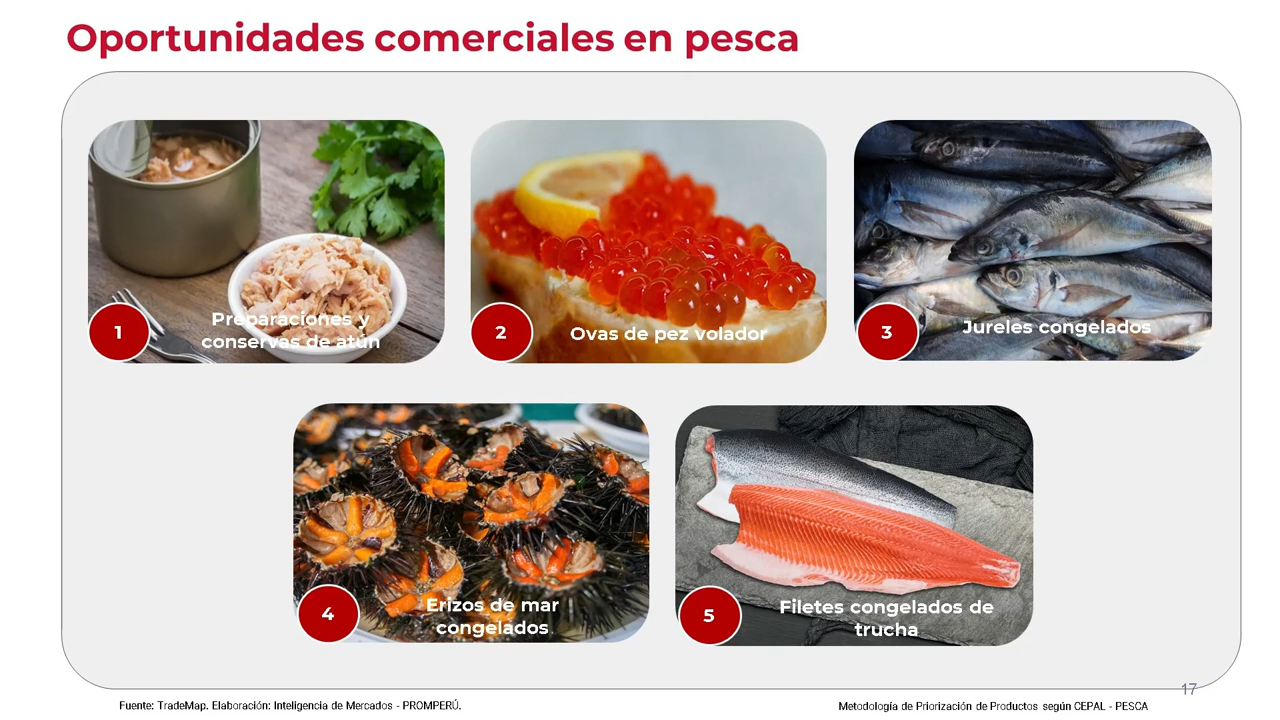 Oportunidades comerciales en pesca
1
Preparaciones y
conservas de atún
2
Ovas de pez volador
3
Jureles congelados
4
Erizos de mar
congelados
5
Filetes congelados de
trucha
17
Fuente: TradeMap. Elaboración: Inteligencia de Mercados - PROMPERÚ.
Metodología de Priorización de Productos según CEPAL - PESCA